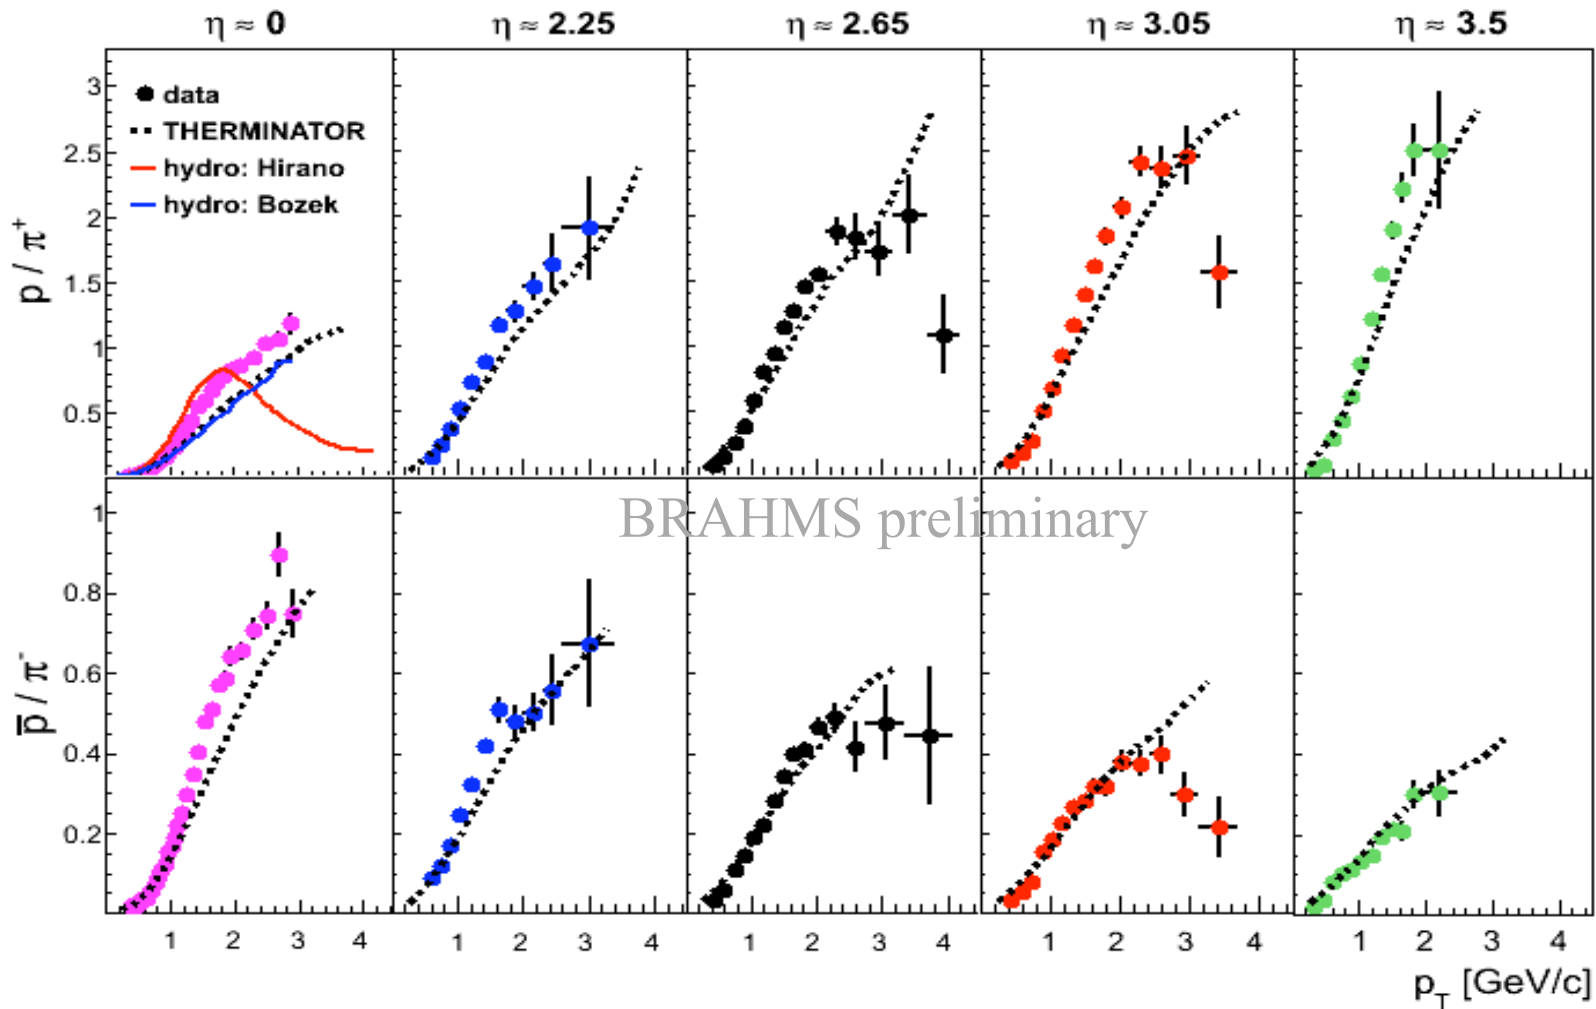 η ≈ 0 η ≈ 2.25 η ≈ 2.65 η ≈ 3.05 η ≈ 3.5
3
data
THERMINATOR
2.5
hydro: Hirano
hydro: Bozek
2
p / π⁺
1.5
1
0.5
BRAHMS preliminary
1
0.8
0.6
p̄ / π⁻
0.4
0.2
1 2 3 4 1 2 3 4 1 2 3 4 1 2 3 4 1 2 3 4
p_T [GeV/c]